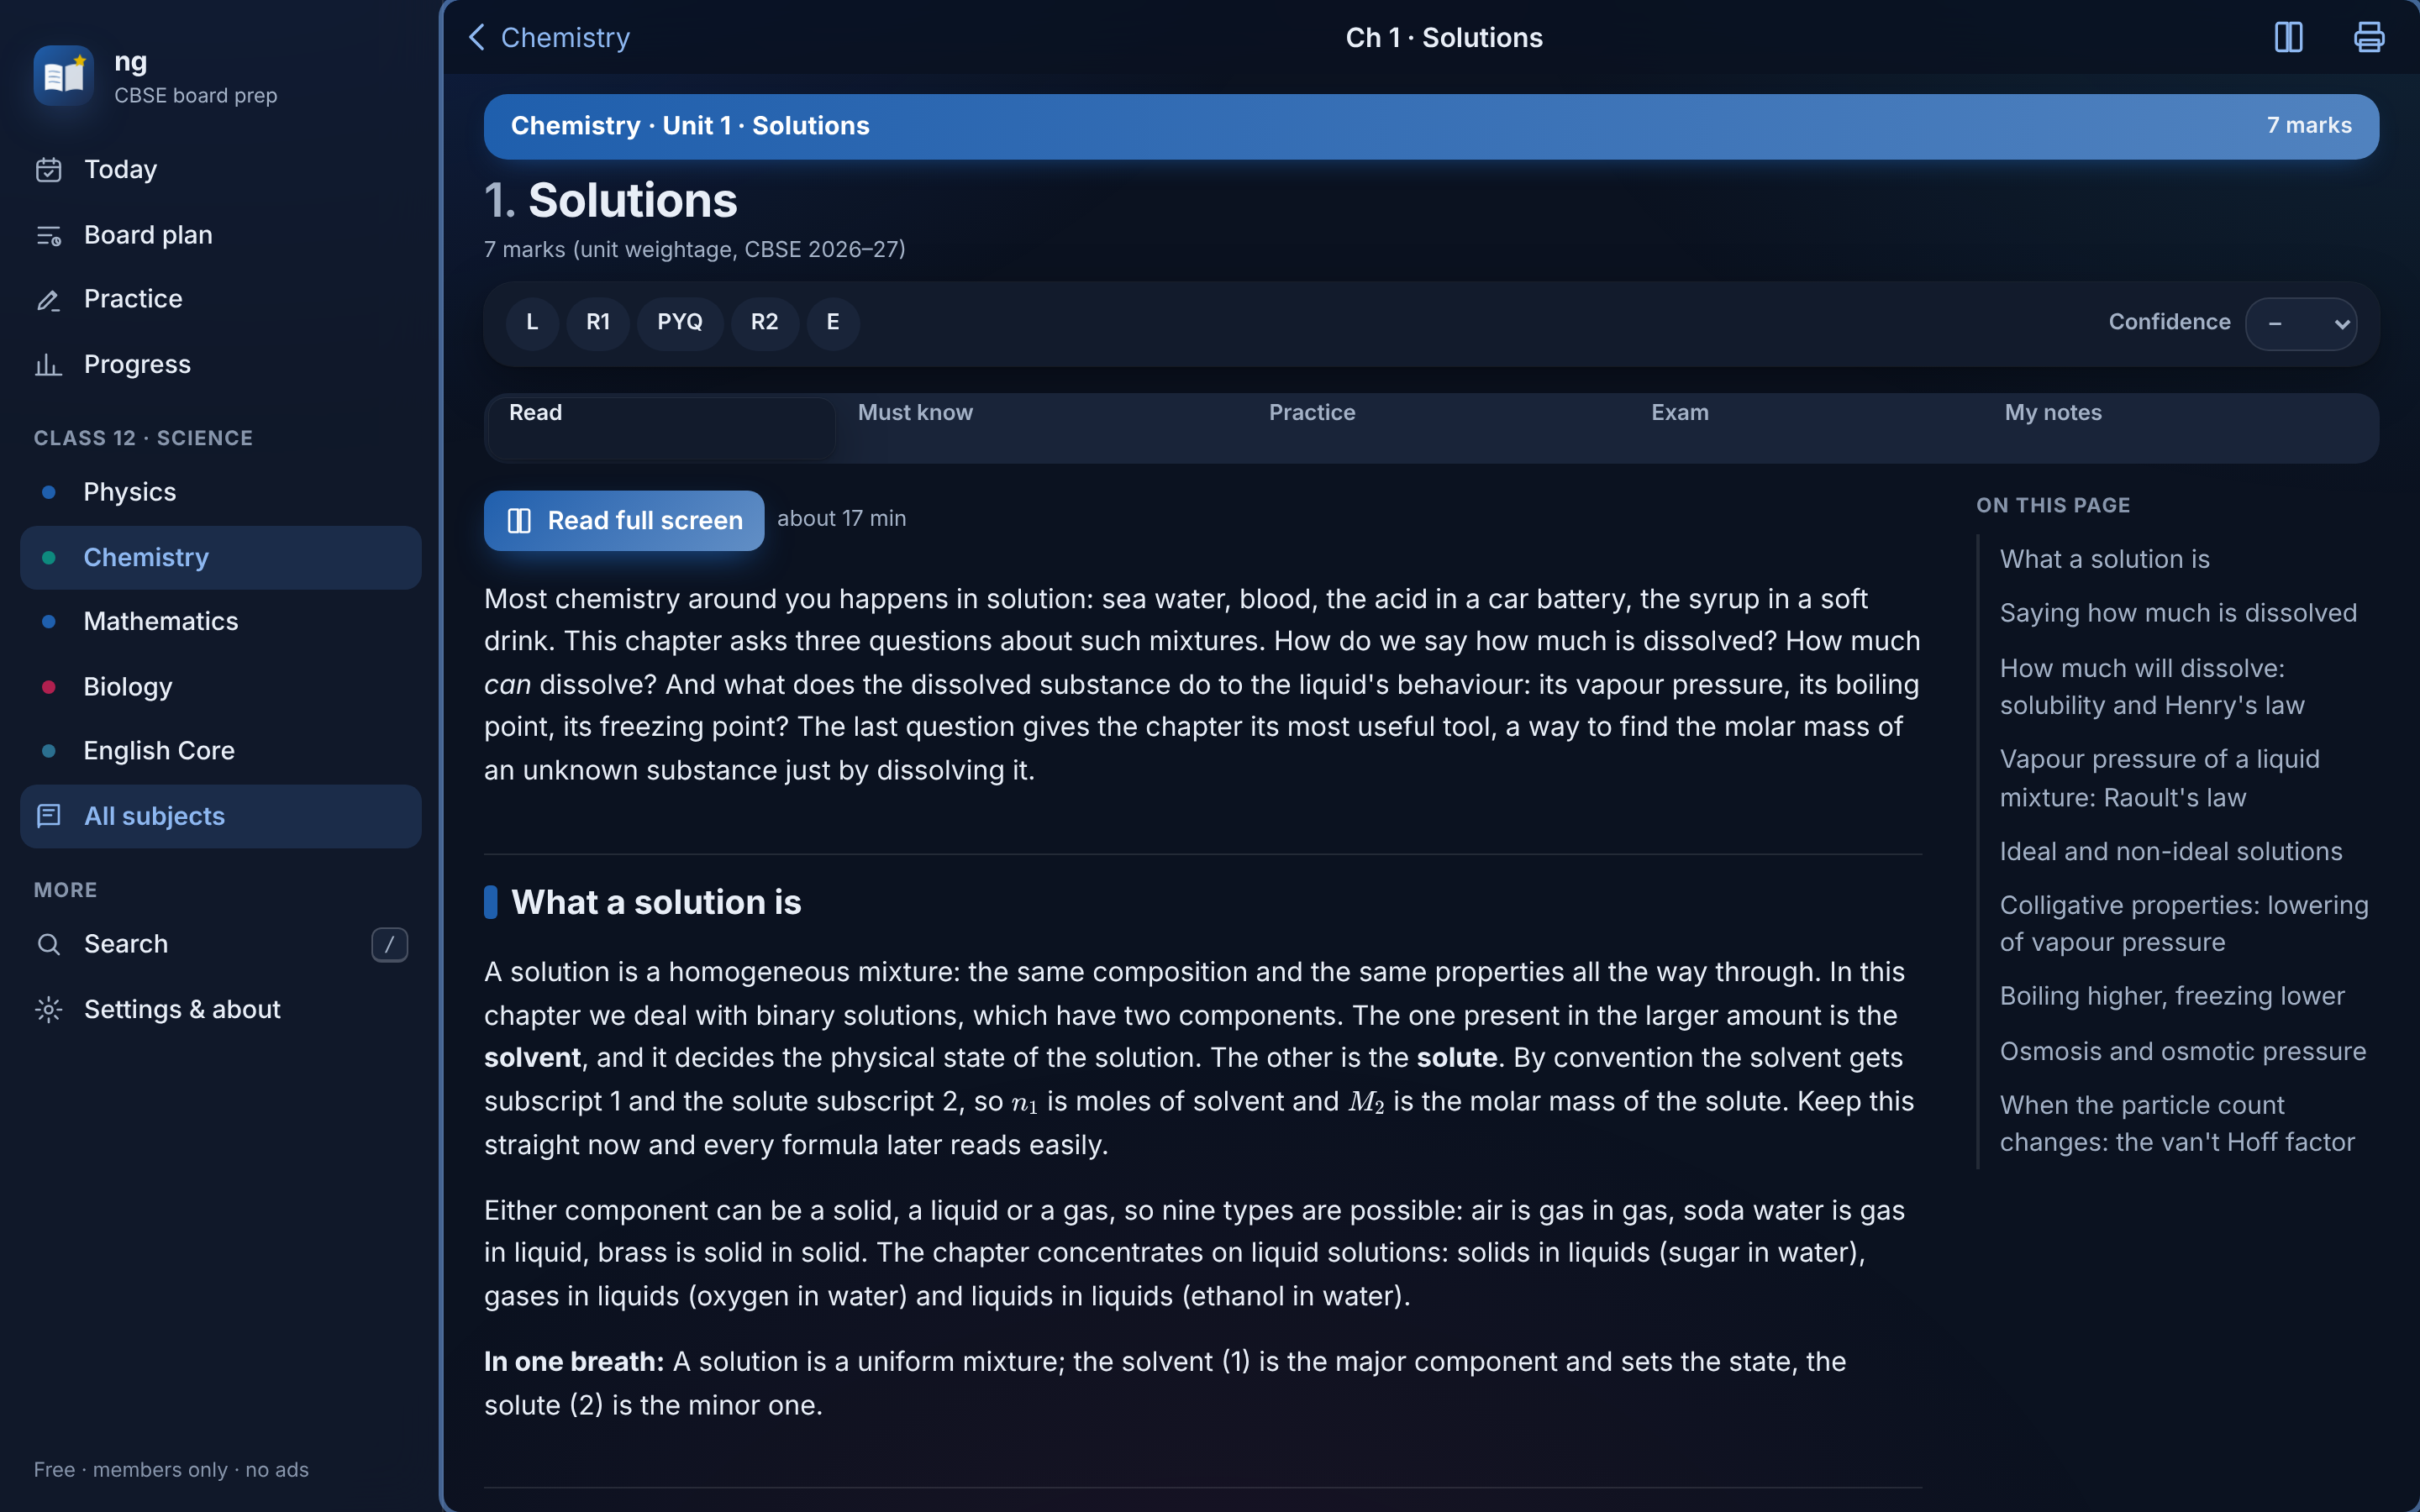 ng
CBSE board prep
Today
Board plan
Practice
Progress
CLASS 12 · SCIENCE
Physics
Chemistry
Mathematics
Biology
English Core
All subjects
MORE
Search /
Settings & about
Free · members only · no ads
Chemistry
Ch 1 · Solutions
Chemistry · Unit 1 · Solutions 7 marks
1. Solutions
7 marks (unit weightage, CBSE 2026–27)
L R1 PYQ R2 E Confidence –
Read Must know Practice Exam My notes
Read full screen about 17 min
Most chemistry around you happens in solution: sea water, blood, the acid in a car battery, the syrup in a soft
drink. This chapter asks three questions about such mixtures. How do we say how much is dissolved? How much
can dissolve? And what does the dissolved substance do to the liquid's behaviour: its vapour pressure, its boiling
point, its freezing point? The last question gives the chapter its most useful tool, a way to find the molar mass of
an unknown substance just by dissolving it.
What a solution is
A solution is a homogeneous mixture: the same composition and the same properties all the way through. In this
chapter we deal with binary solutions, which have two components. The one present in the larger amount is the
solvent, and it decides the physical state of the solution. The other is the solute. By convention the solvent gets
subscript 1 and the solute subscript 2, so n₁ is moles of solvent and M₂ is the molar mass of the solute. Keep this
straight now and every formula later reads easily.
Either component can be a solid, a liquid or a gas, so nine types are possible: air is gas in gas, soda water is gas
in liquid, brass is solid in solid. The chapter concentrates on liquid solutions: solids in liquids (sugar in water),
gases in liquids (oxygen in water) and liquids in liquids (ethanol in water).
In one breath: A solution is a uniform mixture; the solvent (1) is the major component and sets the state, the
solute (2) is the minor one.
ON THIS PAGE
What a solution is
Saying how much is dissolved
How much will dissolve:
solubility and Henry's law
Vapour pressure of a liquid
mixture: Raoult's law
Ideal and non-ideal solutions
Colligative properties: lowering
of vapour pressure
Boiling higher, freezing lower
Osmosis and osmotic pressure
When the particle count
changes: the van't Hoff factor